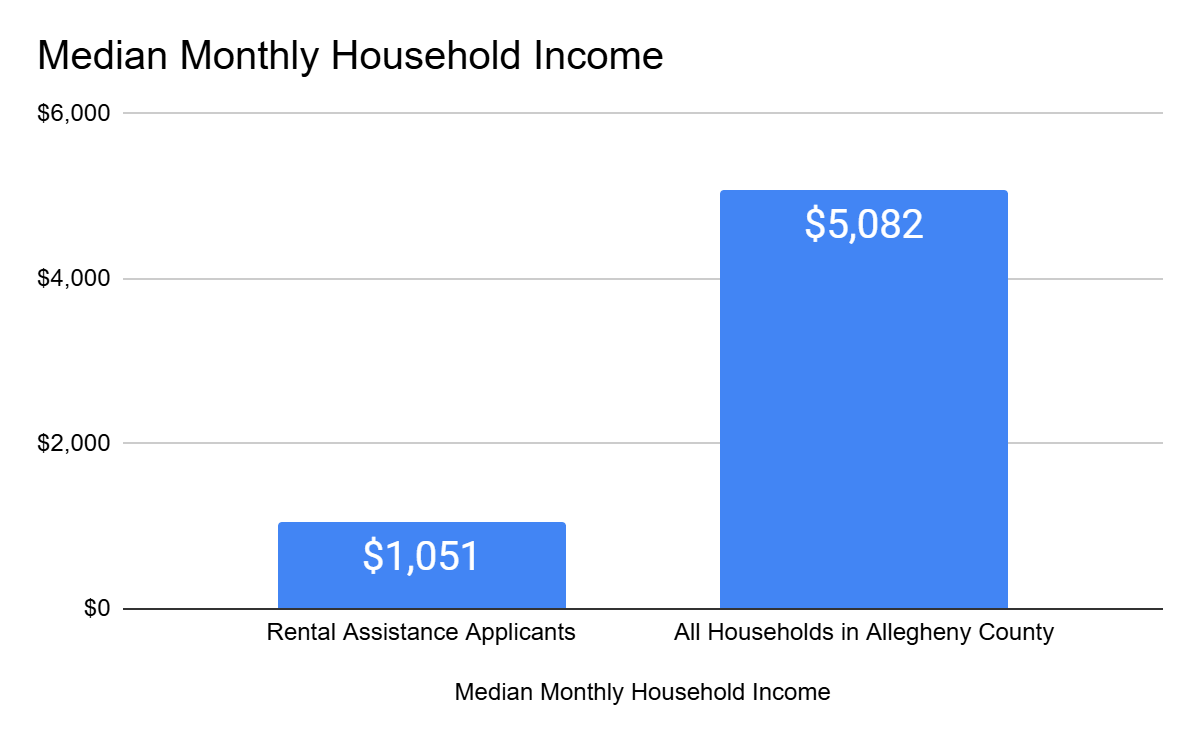 Median Monthly Household Income
$6,000
$5,082
$4,000
$2,000
$1,051
$0
Rental Assistance Applicants
All Households in Allegheny County
Median Monthly Household Income